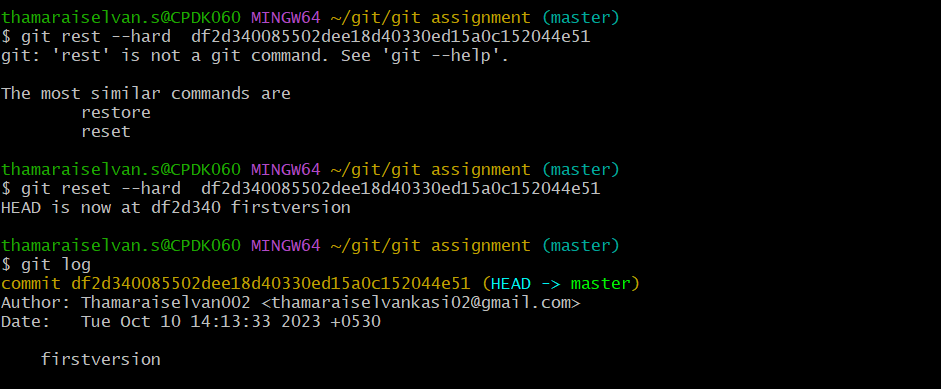 thamaraiselvan.s@CPDK060 MINGW64 ~/git/git assignment (master)
$ git rest --hard  df2d340085502dee18d40330ed15a0c152044e51
git: 'rest' is not a git command. See 'git --help'.

The most similar commands are
        restore
        reset

thamaraiselvan.s@CPDK060 MINGW64 ~/git/git assignment (master)
$ git reset --hard  df2d340085502dee18d40330ed15a0c152044e51
HEAD is now at df2d340 firstversion

thamaraiselvan.s@CPDK060 MINGW64 ~/git/git assignment (master)
$ git log
commit df2d340085502dee18d40330ed15a0c152044e51 (HEAD -> master)
Author: Thamaraiselvan002 <thamaraiselvankasi02@gmail.com>
Date:   Tue Oct 10 14:13:33 2023 +0530

    firstversion